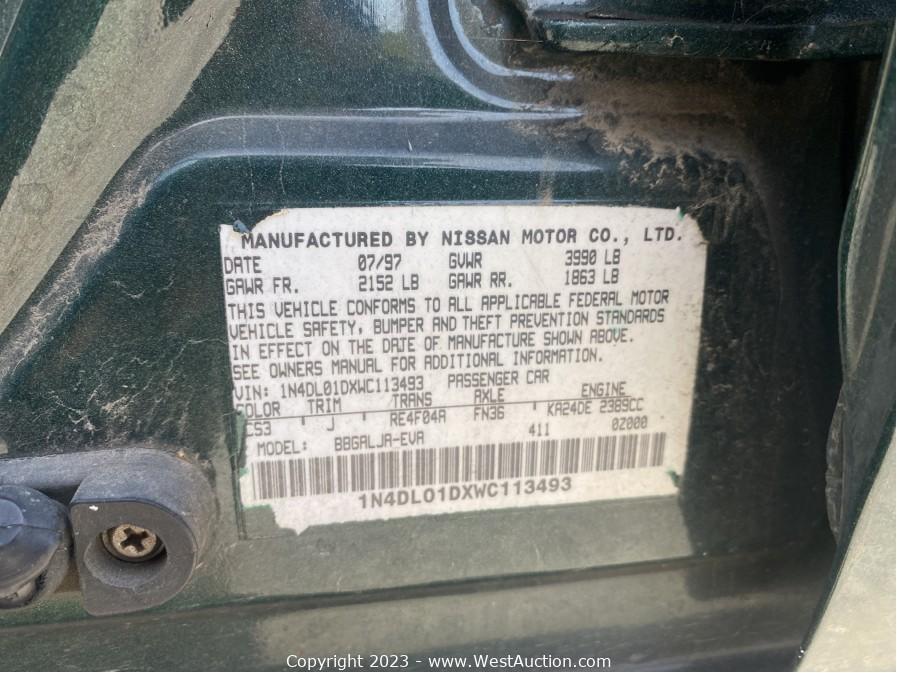 MANUFACTURED BY NISSAN MOTOR CO., LTD.
DATE 07/97 GVWR 3990 LB
GAWR FR. 2152 LB GAWR RR. 1863 LB
THIS VEHICLE CONFORMS TO ALL APPLICABLE FEDERAL MOTOR
VEHICLE SAFETY, BUMPER AND THEFT PREVENTION STANDARDS
IN EFFECT ON THE DATE OF MANUFACTURE SHOWN ABOVE.
SEE OWNERS MANUAL FOR ADDITIONAL INFORMATION.
VIN: 1N4DL01DXWC113493 PASSENGER CAR
COLOR TRIM TRANS AXLE ENGINE
CS3 J RE4F04A FN36 KA24DE 2389CC
MODEL: BBGALJA-EVA 411 0Z000
1N4DL01DXWC113493
Copyright 2023 - www.WestAuction.com